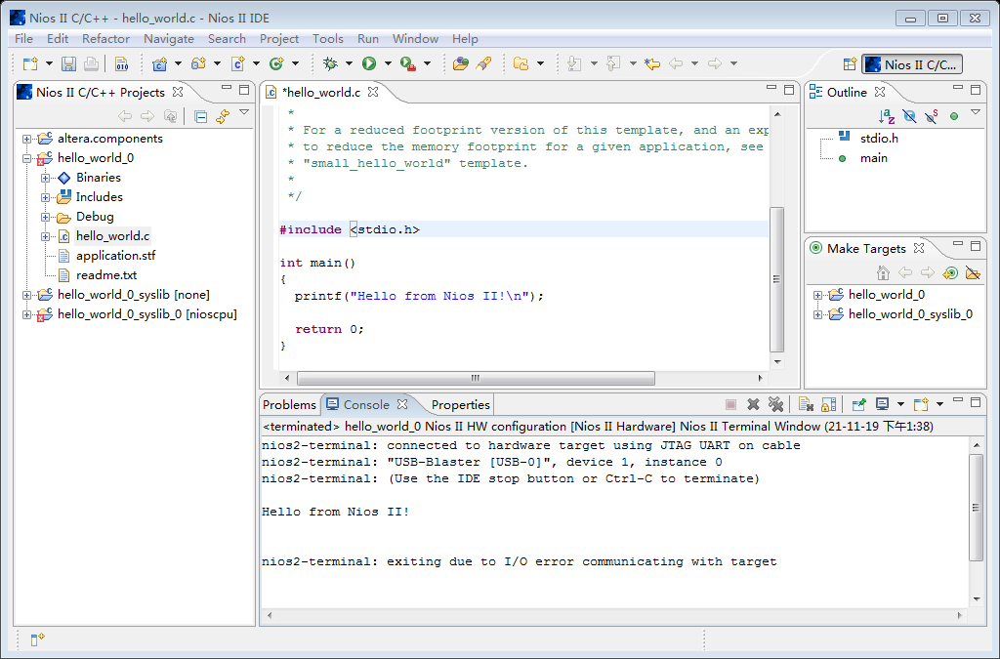 Nios II C/C++ - hello_world.c - Nios II IDE
File Edit Refactor Navigate Search Project Tools Run Window Help
Nios II C/C...
Nios II C/C++ Projects
altera.components
hello_world_0
Binaries
Includes
Debug
hello_world.c
application.stf
readme.txt
hello_world_0_syslib [none]
hello_world_0_syslib_0 [nioscpu]
*hello_world.c
*
* For a reduced footprint version of this template, and an exp
* to reduce the memory footprint for a given application, see
* "small_hello_world" template.
*
*/
#include <stdio.h>
int main()
{
printf("Hello from Nios II!\n");
return 0;
}
Outline
stdio.h
main
Make Targets
hello_world_0
hello_world_0_syslib_0
Problems Console Properties
<terminated> hello_world_0 Nios II HW configuration [Nios II Hardware] Nios II Terminal Window (21-11-19 下午1:38)
nios2-terminal: connected to hardware target using JTAG UART on cable
nios2-terminal: "USB-Blaster [USB-0]", device 1, instance 0
nios2-terminal: (Use the IDE stop button or Ctrl-C to terminate)
Hello from Nios II!
nios2-terminal: exiting due to I/O error communicating with target